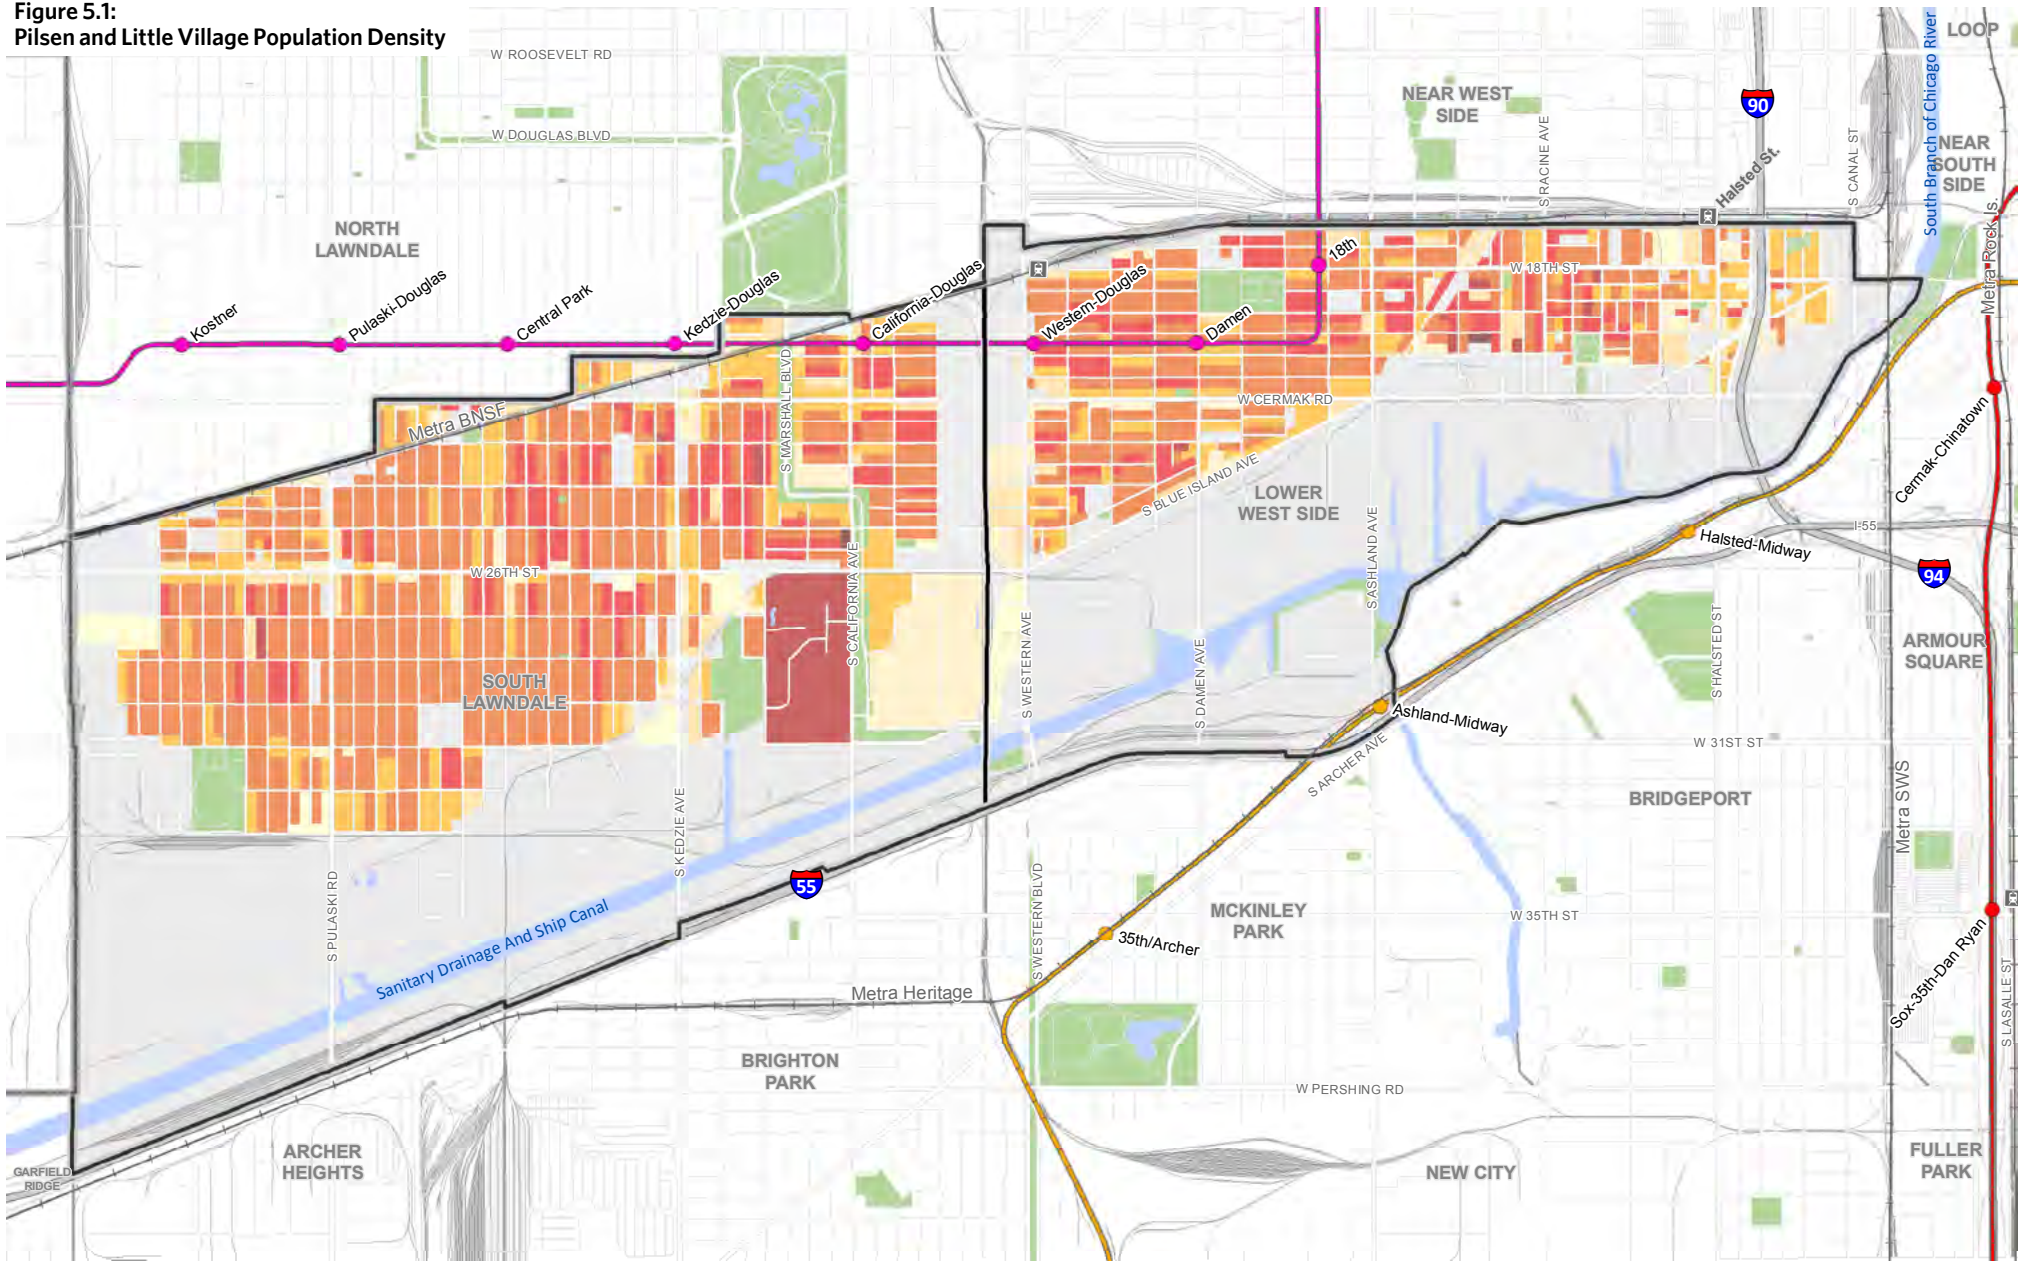 Figure 5.1:
Pilsen and Little Village Population Density
LOOP
W ROOSEVELT RD
NEAR WEST
SIDE
90
South Branch of Chicago River
W DOUGLAS BLVD
S RACINE AVE
S CANAL ST
NEAR
SOUTH
SIDE
Halsted St.
NORTH
LAWNDALE
Metra Rock Is.
18th
W 18TH ST
Kostner
Pulaski-Douglas
Central Park
Kedzie-Douglas
California-Douglas
Western-Douglas
Damen
S MARSHALL BLVD
W CERMAK RD
Metra BNSF
Cermak-Chinatown
S BLUE ISLAND AVE
LOWER
WEST SIDE
S ASHLAND AVE
I-55
Halsted-Midway
W 26TH ST
94
S CALIFORNIA AVE
S WESTERN AVE
S DAMEN AVE
S HALSTED ST
ARMOUR
SQUARE
SOUTH
LAWNDALE
Ashland-Midway
W 31ST ST
S ARCHER AVE
BRIDGEPORT
Metra SWS
S KEDZIE AVE
55
S PULASKI RD
S WESTERN BLVD
MCKINLEY
PARK
W 35TH ST
35th/Archer
Sanitary Drainage And Ship Canal
Sox-35th-Dan Ryan
S LASALLE ST
Metra Heritage
BRIGHTON
PARK
W PERSHING RD
ARCHER
HEIGHTS
GARFIELD
RIDGE
NEW CITY
FULLER
PARK